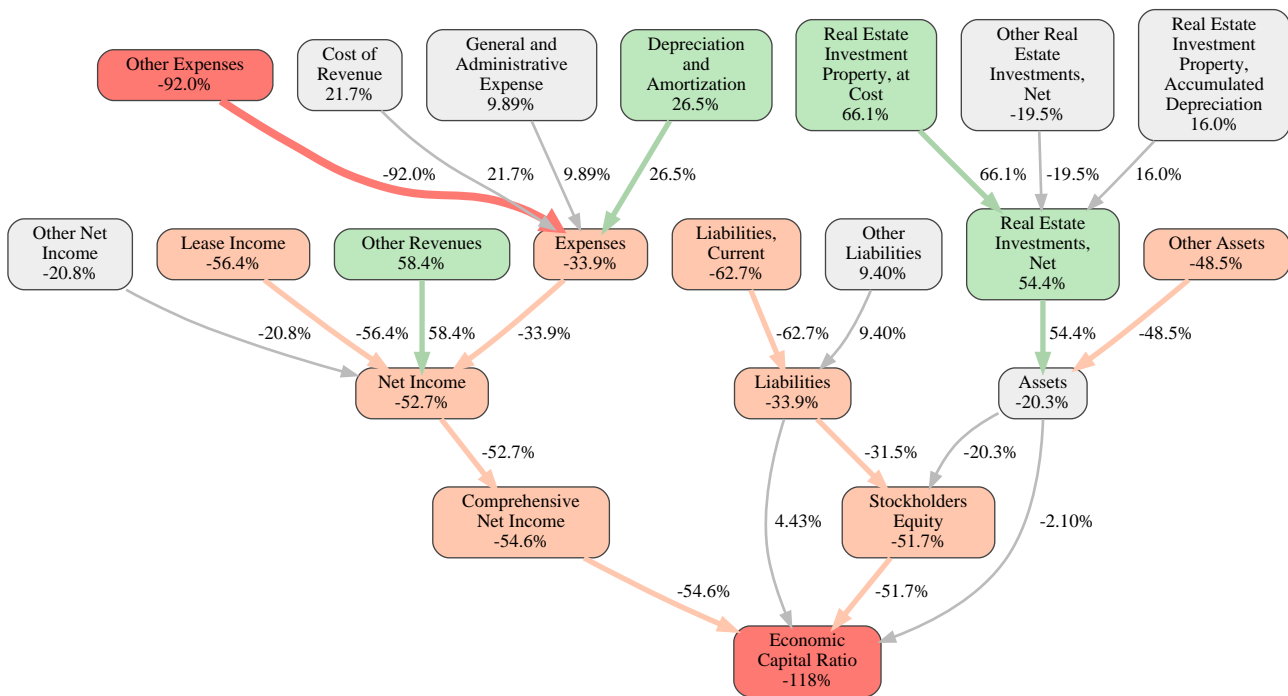 Other Expenses
-92.0%
Cost of
Revenue
21.7%
General and
Administrative
Expense
9.89%
Depreciation
and
Amortization
26.5%
Real Estate
Investment
Property, at
Cost
66.1%
Other Real
Estate
Investments,
Net
-19.5%
Real Estate
Investment
Property,
Accumulated
Depreciation
16.0%
-92.0%
21.7%
9.89%
26.5%
66.1%
-19.5%
16.0%
Other Net
Income
-20.8%
Lease Income
-56.4%
Other Revenues
58.4%
Expenses
-33.9%
Liabilities,
Current
-62.7%
Other
Liabilities
9.40%
Real Estate
Investments,
Net
54.4%
Other Assets
-48.5%
-20.8%
-56.4%
58.4%
-33.9%
-62.7%
9.40%
54.4%
-48.5%
Net Income
-52.7%
Liabilities
-33.9%
Assets
-20.3%
-52.7%
-31.5%
-20.3%
Comprehensive
Net Income
-54.6%
4.43%
Stockholders
Equity
-51.7%
-2.10%
-54.6%
-51.7%
Economic
Capital Ratio
-118%